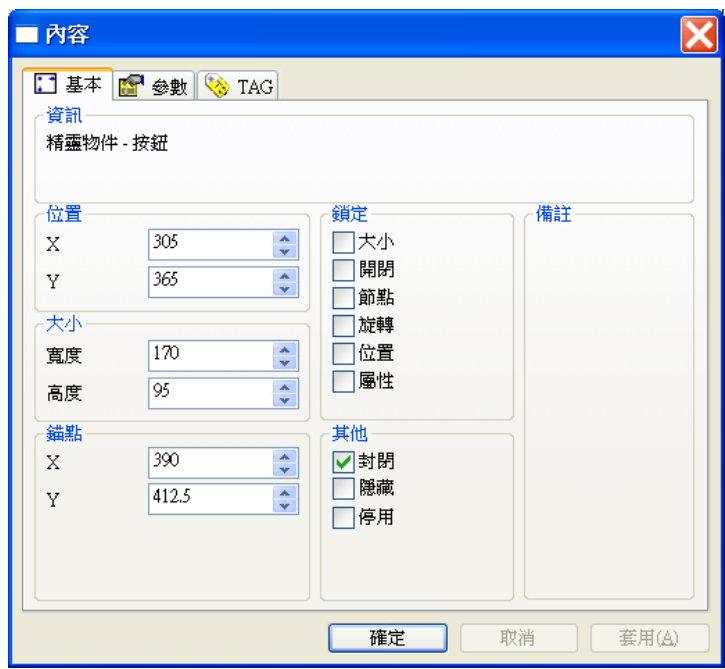 內容
基本 參數 TAG
資訊
精靈物件 - 按鈕
位置
X 305
Y 365
大小
寬度 170
高度 95
錨點
X 390
Y 412.5
鎖定
大小
開閉
節點
旋轉
位置
屬性
其他
封閉
隱藏
停用
備註
確定 取消 套用(A)